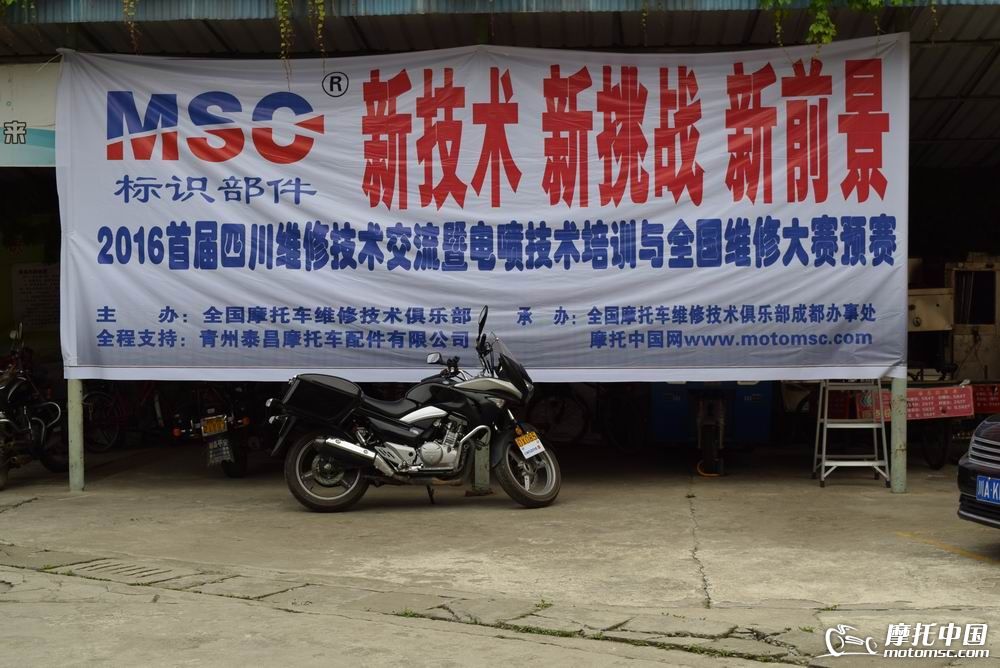 来
MSC®
标识部件
新技术 新挑战 新前景
2016首届四川维修技术交流暨电喷技术培训与全国维修大赛预赛
主 办：全国摩托车维修技术俱乐部 承 办：全国摩托车维修技术俱乐部成都办事处
全程支持：青州泰昌摩托车配件有限公司 摩托中国网www.motomsc.com
川A·K
摩托中国
motomsc.com